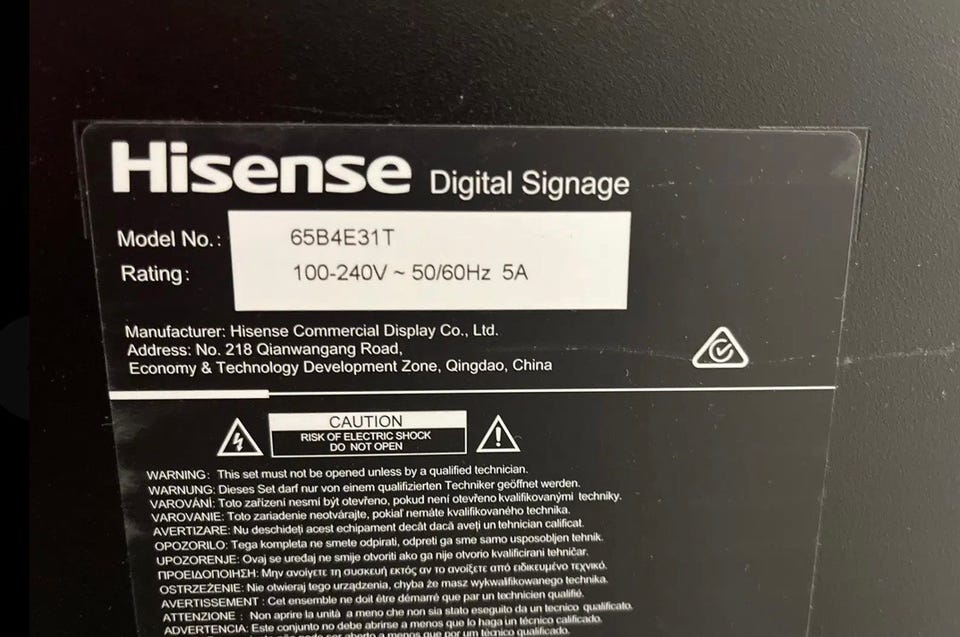 Hisense Digital Signage
Model No.: 65B4E31T
Rating: 100-240V ~ 50/60Hz 5A
Manufacturer: Hisense Commercial Display Co., Ltd.
Address: No. 218 Qianwangang Road,
Economy & Technology Development Zone, Qingdao, China
CAUTION
RISK OF ELECTRIC SHOCK
DO NOT OPEN
WARNING: This set must not be opened unless by a qualified technician.
WARNUNG: Dieses Set darf nur von einem qualifizierten Techniker geöffnet werden.
VAROVÁNÍ: Toto zařízení nesmí být otevřeno, pokud není otevřeno kvalifikovanými techniky.
VAROVANIE: Toto zariadenie neotvárajte, pokiaľ nemáte kvalifikovaného technika.
AVERTIZARE: Nu deschideți acest echipament decât dacă aveți un tehnician calificat.
OPOZORILO: Tega kompleta ne smete odpirati, odpreti ga sme samo usposobljen tehnik.
UPOZORENJE: Ovaj se uređaj ne smije otvoriti ako ga nije otvorio kvalificirani tehničar.
ΠΡΟΕΙΔΟΠΟΙΗΣΗ: Μην ανοίγετε τη συσκευή εκτός αν το ανοίξετε από ειδικευμένο τεχνικό.
OSTRZEŻENIE: Nie otwieraj tego urządzenia, chyba że masz wykwalifikowanego technika.
AVERTISSEMENT : Cet ensemble ne doit être démarré que par un technicien qualifié.
ATTENZIONE : Non aprire la unità a meno che non sia stato eseguito da un tecnico qualificato.
ADVERTENCIA: Este conjunto no debe abrirse a menos que lo haga un técnico calificado.
aberto a menos que por um técnico qualificado.